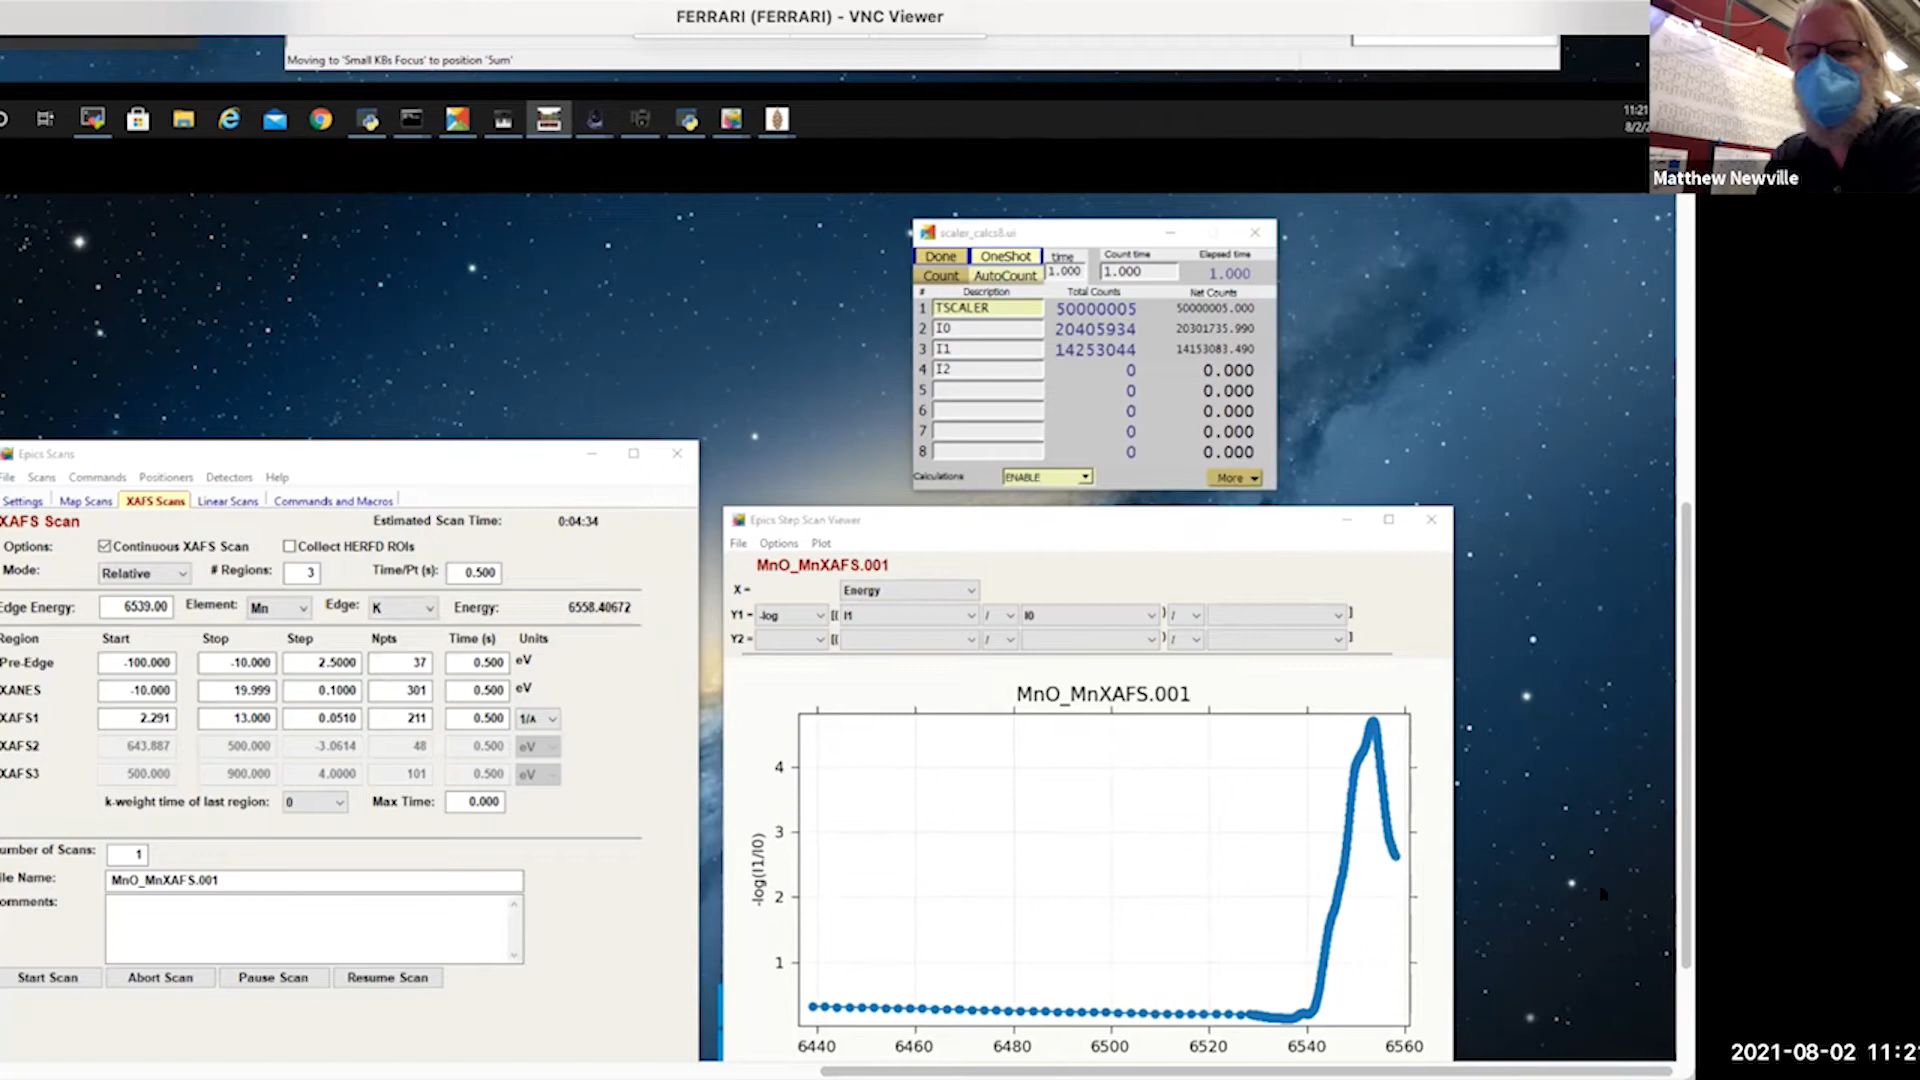 FERRARI (FERRARI) - VNC Viewer
Moving to 'Small KBs Focus' to position '5um'
11:21
8/2/2
Matthew Newville
scaler_calcs8.ui
Done OneShot time Count time Elapsed time
Count AutoCount 1.000 1.000 1.000
# Description Total Counts Net Counts
1 TSCALER 50000005 50000005.000
2 I0 20405934 20301735.990
3 I1 14253044 14153083.490
4 I2 0 0.000
5 0 0.000
6 0 0.000
7 0 0.000
8 0 0.000
Calculations ENABLE More
Epics Scans
File Scans Commands Positioners Detectors Help
Settings Map Scans XAFS Scans Linear Scans Commands and Macros
XAFS Scan Estimated Scan Time: 0:04:34
Options: Continuous XAFS Scan Collect HERFD ROIs
Mode: Relative # Regions: 3 Time/Pt (s): 0.500
Edge Energy: 6539.00 Element: Mn Edge: K Energy: 6558.40672
Region Start Stop Step Npts Time (s) Units
Pre-Edge -100.000 -10.000 2.5000 37 0.500 eV
XANES -10.000 19.999 0.1000 301 0.500 eV
XAFS1 2.291 13.000 0.0510 211 0.500 1/A
XAFS2 643.887 500.000 -3.0614 48 0.500 eV
XAFS3 500.000 900.000 4.0000 101 0.500 eV
k-weight time of last region: 0 Max Time: 0.000
umber of Scans: 1
ile Name: MnO_MnXAFS.001
omments:
Start Scan Abort Scan Pause Scan Resume Scan
Epics Step Scan Viewer
File Options Plot
MnO_MnXAFS.001
X = Energy
Y1 = -log [( I1 / I0 ) / ]
Y2 = [( / ) / ]
MnO_MnXAFS.001
-log(I1/I0)
4
3
2
1
6440 6460 6480 6500 6520 6540 6560
2021-08-02 11:21